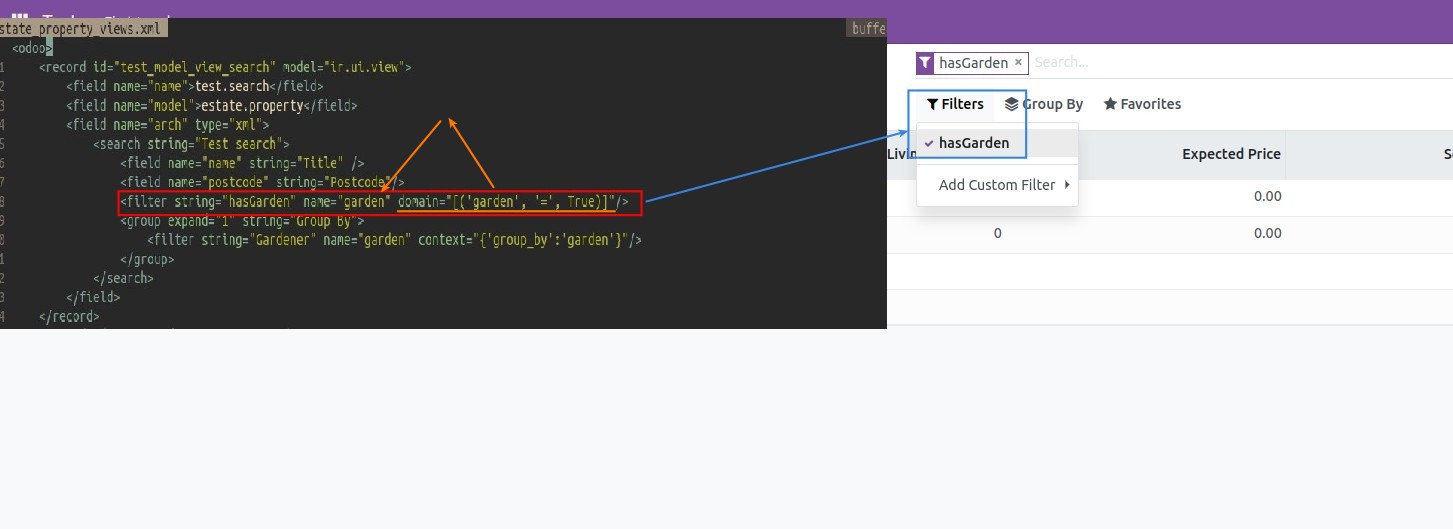 state_property_views.xml
buffe
<odoo>
1 <record id="test_model_view_search" model="ir.ui.view">
2 <field name="name">test.search</field>
3 <field name="model">estate.property</field>
4 <field name="arch" type="xml">
5 <search string="Test search">
6 <field name="name" string="Title" />
7 <field name="postcode" string="Postcode"/>
8 <filter string="hasGarden" name="garden" domain="[('garden', '=', True)]"/>
9 <group expand="1" string="Group By">
0 <filter string="Gardener" name="garden" context="{'group_by':'garden'}"/>
1 </group>
2 </search>
3 </field>
4 </record>
hasGarden × Search...
Filters Group By Favorites
hasGarden
Add Custom Filter
Livin Expected Price S
0.00
0 0.00